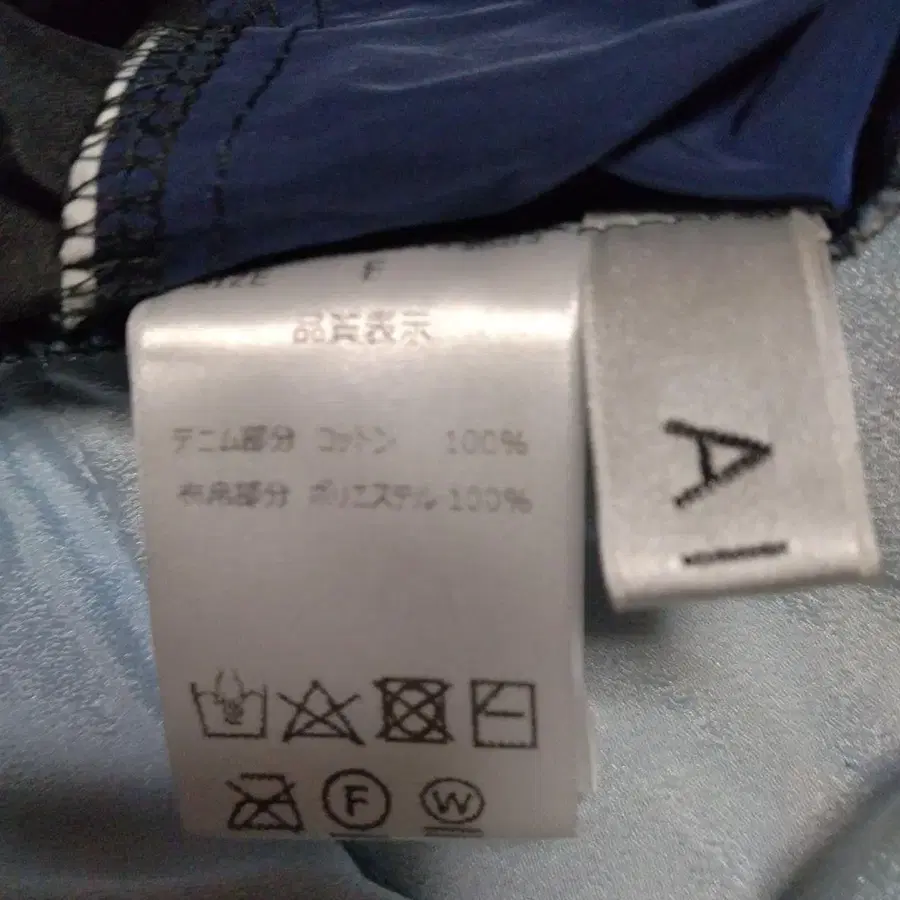 SIZE F
品質表示
デニム部分 コットン 100%
布帛部分 ポリエステル 100%
F
W
A